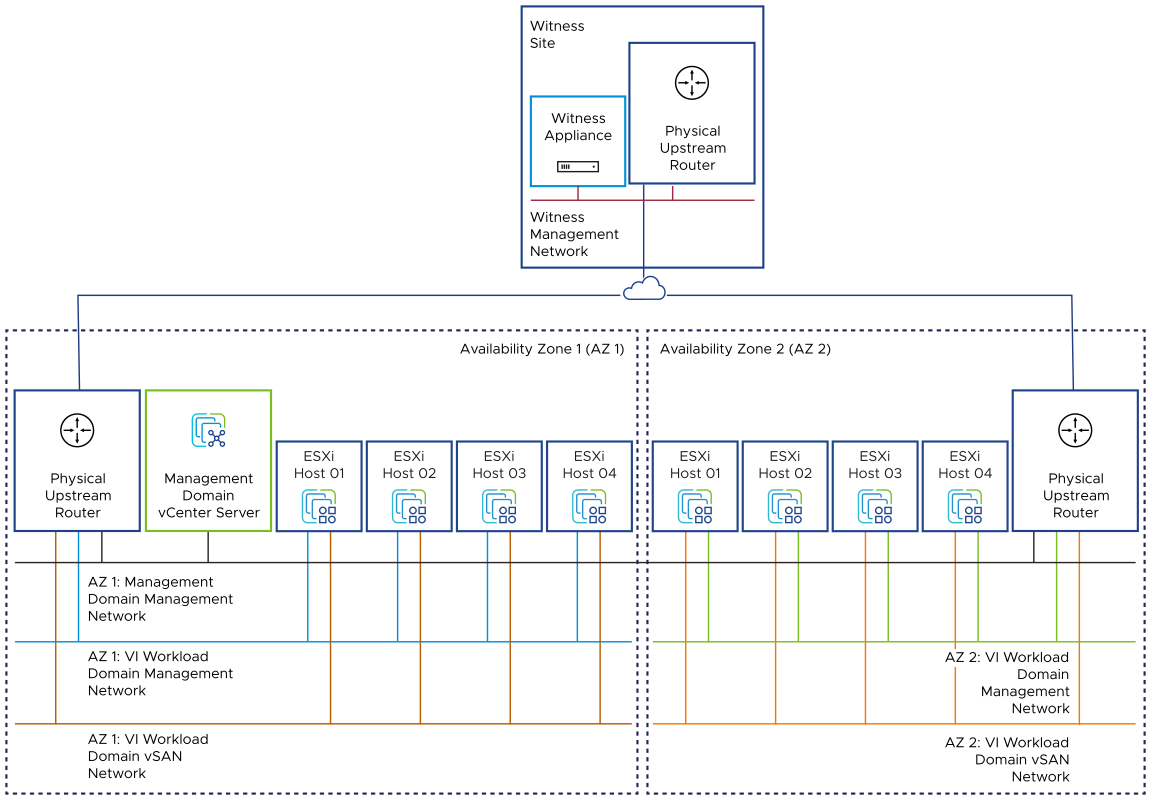 Witness
Site
Witness
Appliance
Physical
Upstream
Router
Witness
Management
Network
Availability Zone 1 (AZ 1)
Availability Zone 2 (AZ 2)
Physical
Upstream
Router
Management
Domain
vCenter Server
ESXi
Host 01
ESXi
Host 02
ESXi
Host 03
ESXi
Host 04
ESXi
Host 01
ESXi
Host 02
ESXi
Host 03
ESXi
Host 04
Physical
Upstream
Router
AZ 1: Management
Domain Management
Network
AZ 1: VI Workload
Domain Management
Network
AZ 2: VI Workload
Domain
Management
Network
AZ 1: VI Workload
Domain vSAN
Network
AZ 2: VI Workload
Domain vSAN
Network